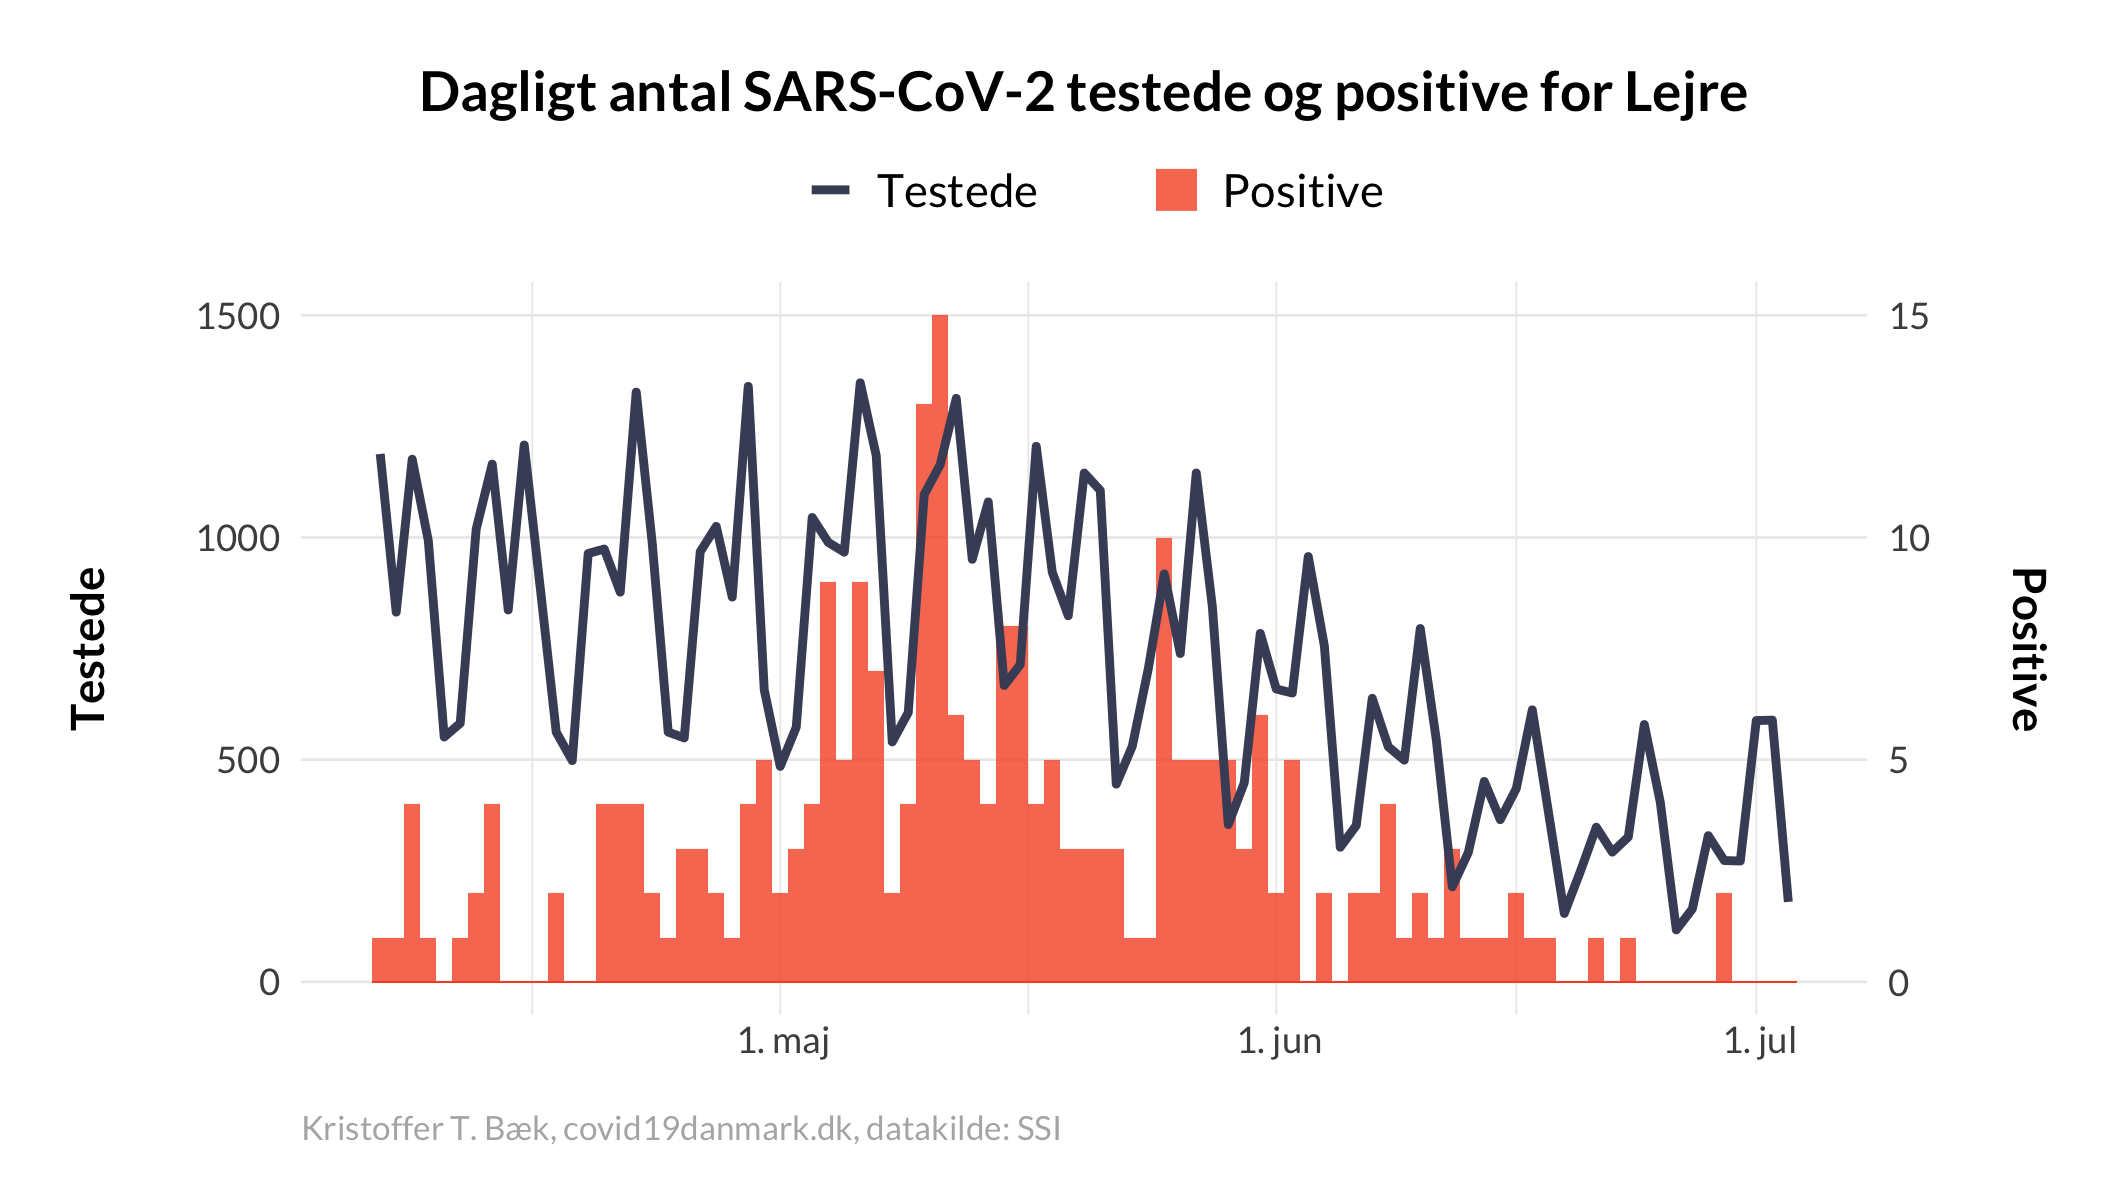 Dagligt antal SARS-CoV-2 testede og positive for Lejre
Testede
Positive
1500
1000
500
0
15
10
5
0
Testede
Positive
1. maj
1. jun
1. jul
Kristoffer T. Bæk, covid19danmark.dk, datakilde: SSI